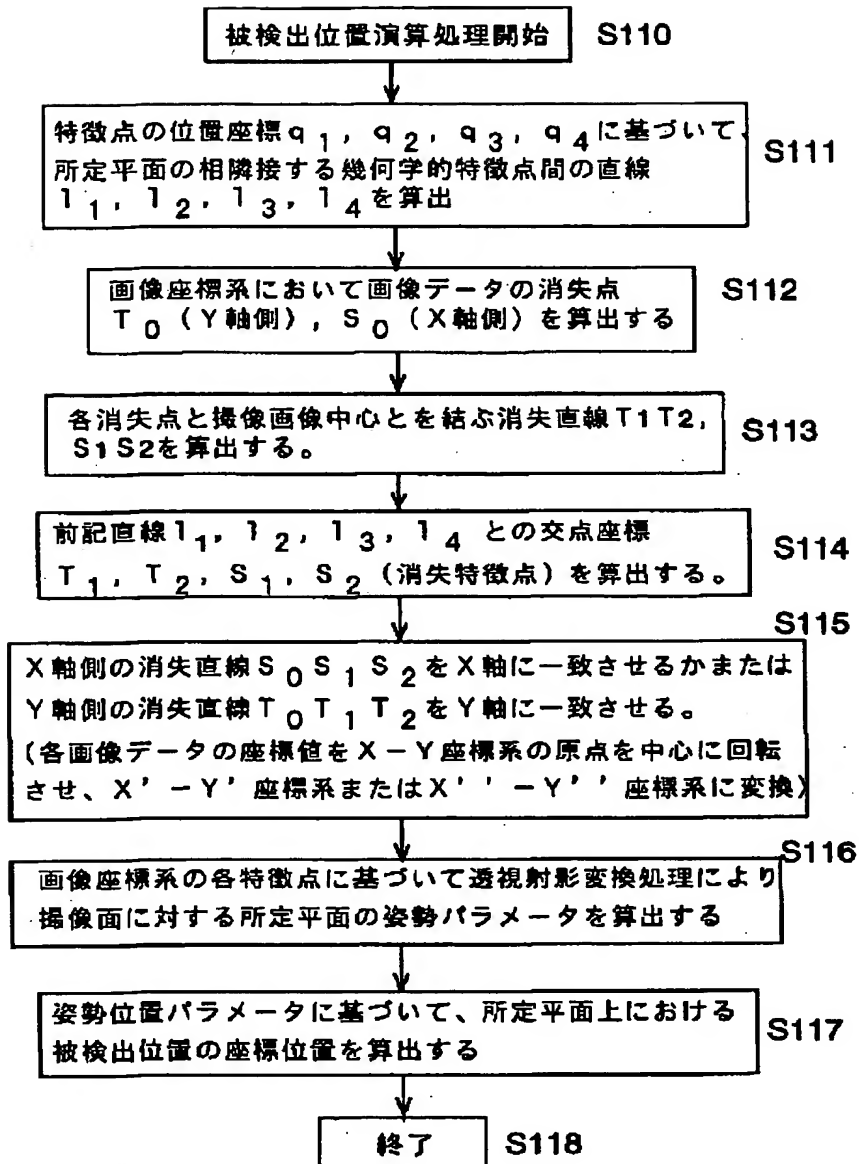 被検出位置演算処理開始 S110
特徴点の位置座標q1, q2, q3, q4に基づいて、
所定平面の相隣接する幾何学的特徴点間の直線
l1, l2, l3, l4を算出
S111
画像座標系において画像データの消失点
T0(Y軸側), S0(X軸側)を算出する
S112
各消失点と撮像画像中心とを結ぶ消失直線T1T2,
S1S2を算出する。
S113
前記直線l1, l2, l3, l4 との交点座標
T1, T2, S1, S2(消失特徴点)を算出する。
S114
S115
X軸側の消失直線S0S1S2をX軸に一致させるかまたは
Y軸側の消失直線T0T1T2をY軸に一致させる。
(各画像データの座標値をX-Y座標系の原点を中心に回転
させ、X'-Y'座標系またはX''-Y''座標系に変換)
S116
画像座標系の各特徴点に基づいて透視射影変換処理により
撮像面に対する所定平面の姿勢パラメータを算出する
姿勢位置パラメータに基づいて、所定平面上における
被検出位置の座標位置を算出する
S117
終了 S118